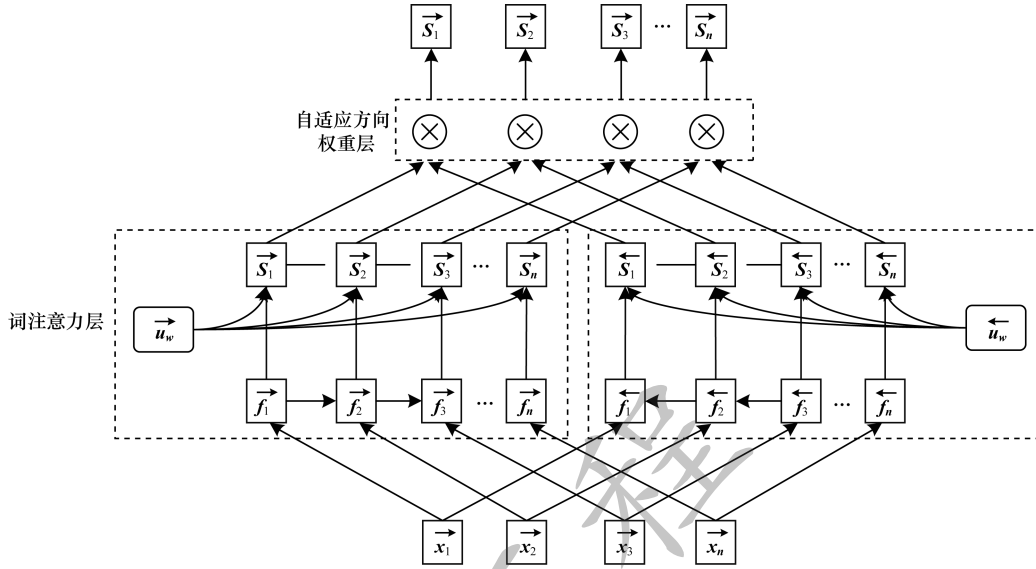 S⃗1 S⃗2 S⃗3 ··· S⃗n
自适应方向
权重层
S⃗1 S⃗2 S⃗3 ··· S⃗n S⃖1 S⃖2 S⃖3 ··· S⃖n
词注意力层
u⃗w u⃖w
f⃗1 f⃗2 f⃗3 ··· f⃗n f⃖1 f⃖2 f⃖3 ··· f⃖n
x⃗1 x⃗2 x⃗3 x⃗n
程